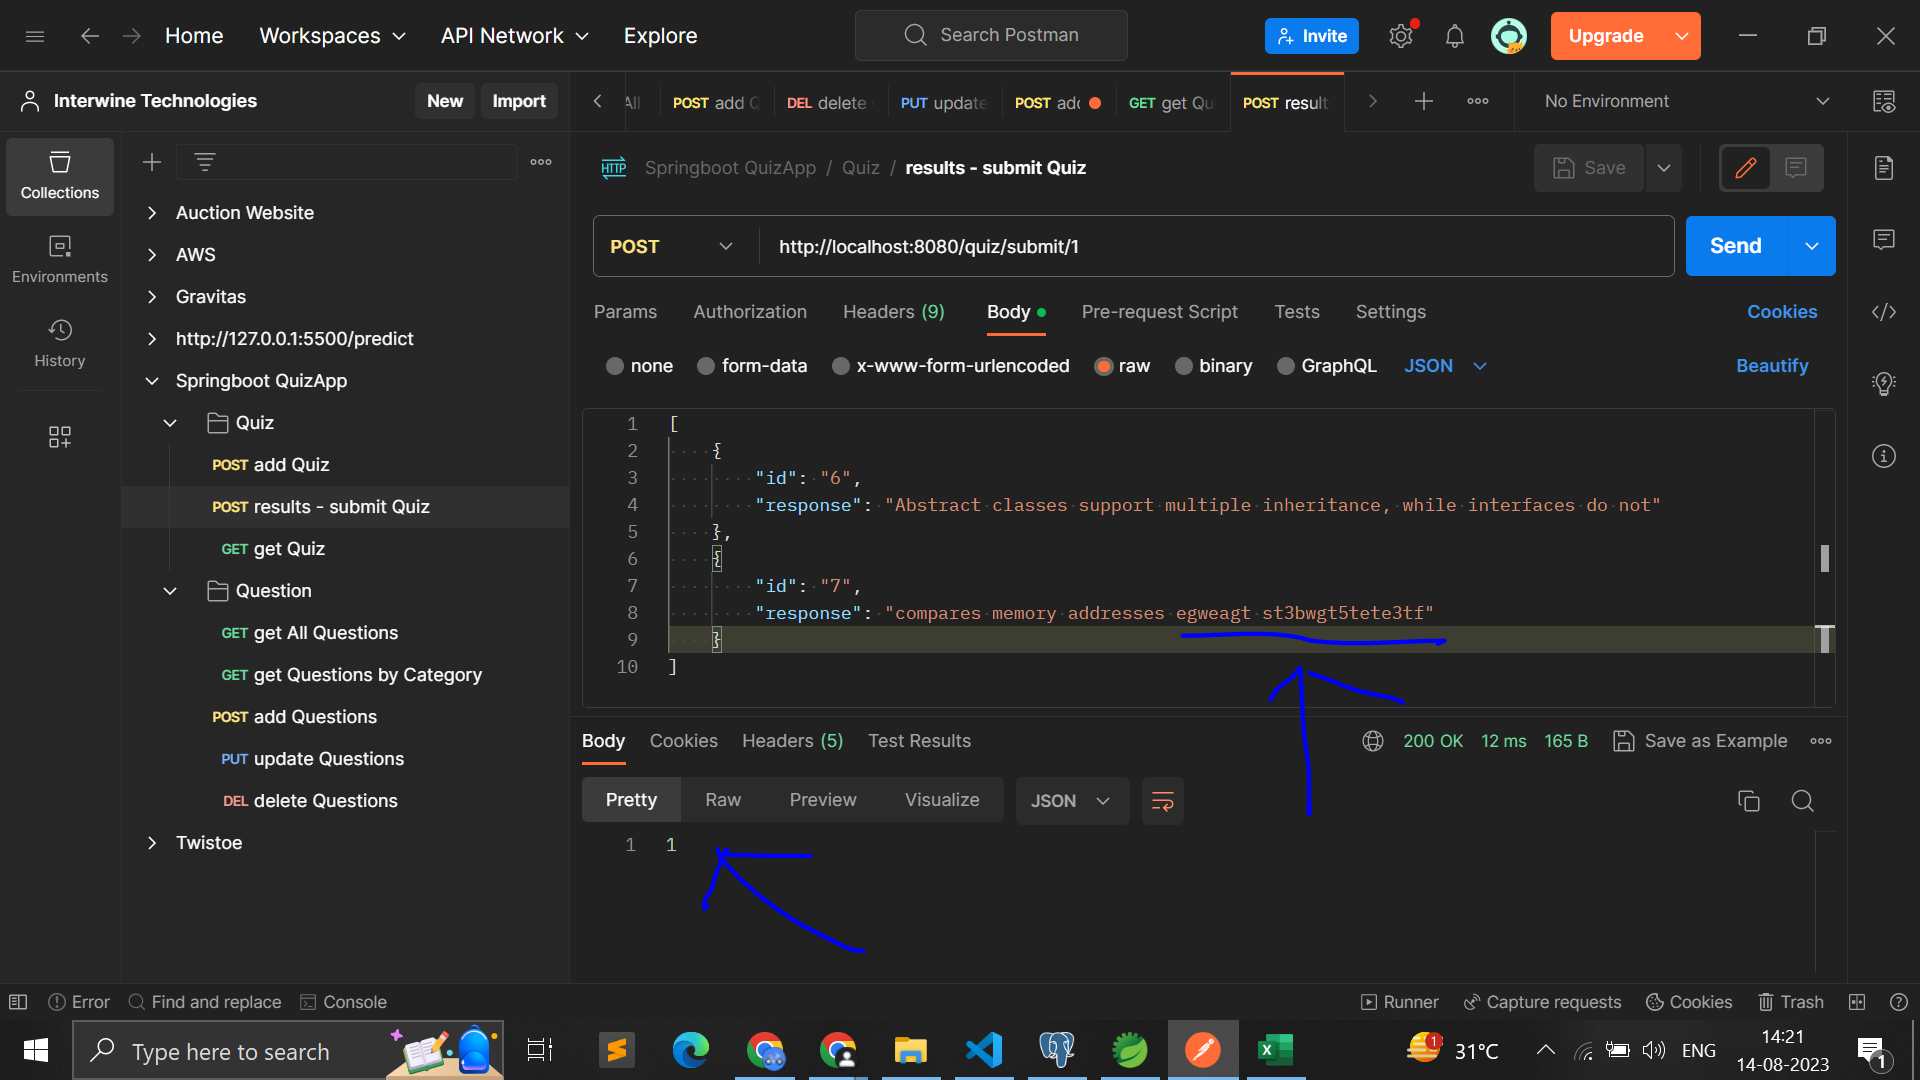 Home Workspaces API Network Explore Search Postman Invite Upgrade
Interwine Technologies New Import All POST add Q DEL delete PUT update POST add GET get Qu POST result No Environment
Collections
Environments
History
Auction Website
AWS
Gravitas
http://127.0.0.1:5500/predict
Springboot QuizApp
Quiz
POST add Quiz
POST results - submit Quiz
GET get Quiz
Question
GET get All Questions
GET get Questions by Category
POST add Questions
PUT update Questions
DEL delete Questions
Twistoe
HTTP Springboot QuizApp / Quiz / results - submit Quiz Save
POST http://localhost:8080/quiz/submit/1 Send
Params Authorization Headers (9) Body Pre-request Script Tests Settings Cookies
none form-data x-www-form-urlencoded raw binary GraphQL JSON Beautify
1 [
2 {
3 "id": "6",
4 "response": "Abstract classes support multiple inheritance, while interfaces do not"
5 },
6 {
7 "id": "7",
8 "response": "compares memory addresses egweagt st3bwgt5tete3tf"
9 }
10 ]
Body Cookies Headers (5) Test Results 200 OK 12 ms 165 B Save as Example
Pretty Raw Preview Visualize JSON
1 1
Error Find and replace Console Runner Capture requests Cookies Trash
Type here to search 1 31°C ENG 14:21
14-08-2023 1